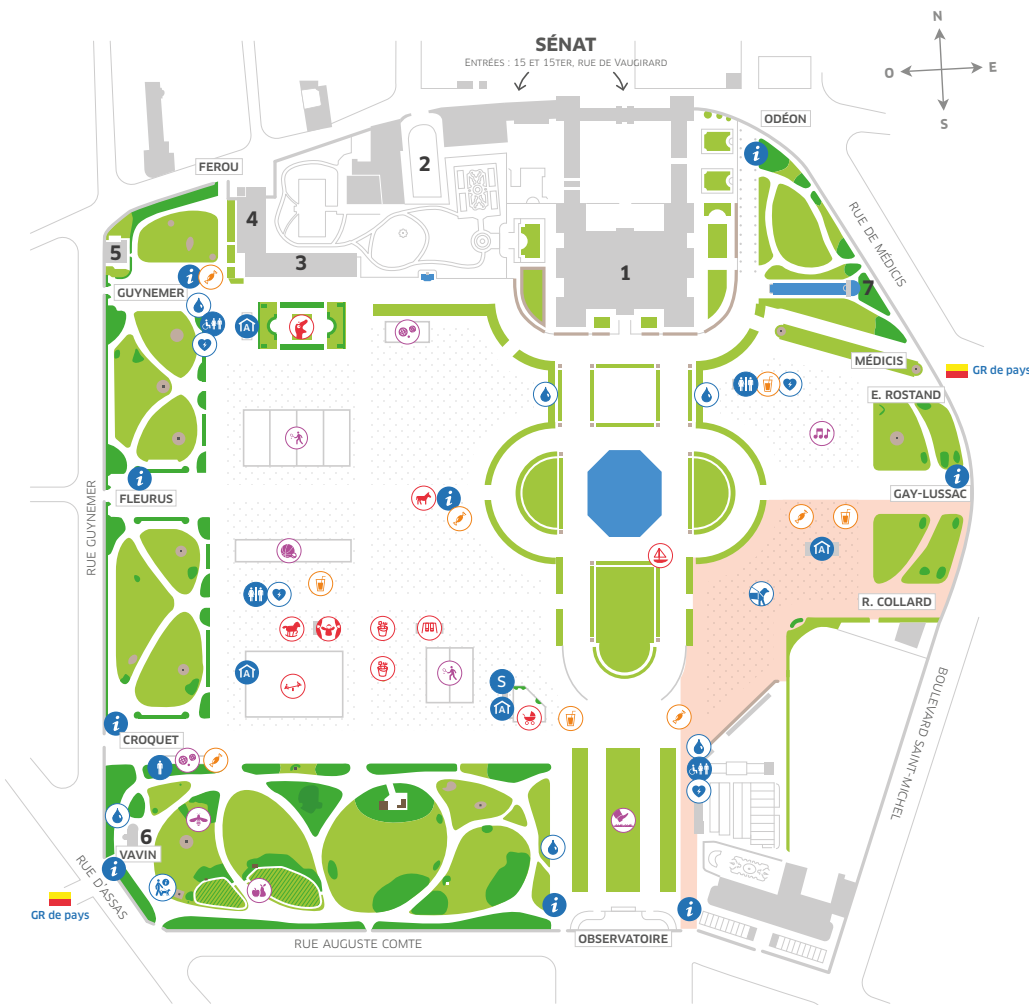 SÉNAT
ENTRÉES : 15 ET 15TER, RUE DE VAUGIRARD
N
O
E
S
ODÉON
FEROU
2
4
3
5
1
RUE DE MÉDICIS
GUYNEMER
7
MÉDICIS
GR de pays
E. ROSTAND
FLEURUS
GAY-LUSSAC
RUE GUYNEMER
A
i
R. COLLARD
S
BOULEVARD SAINT-MICHEL
CROQUET
6
VAVIN
RUE D'ASSAS
GR de pays
OBSERVATOIRE
RUE AUGUSTE COMTE